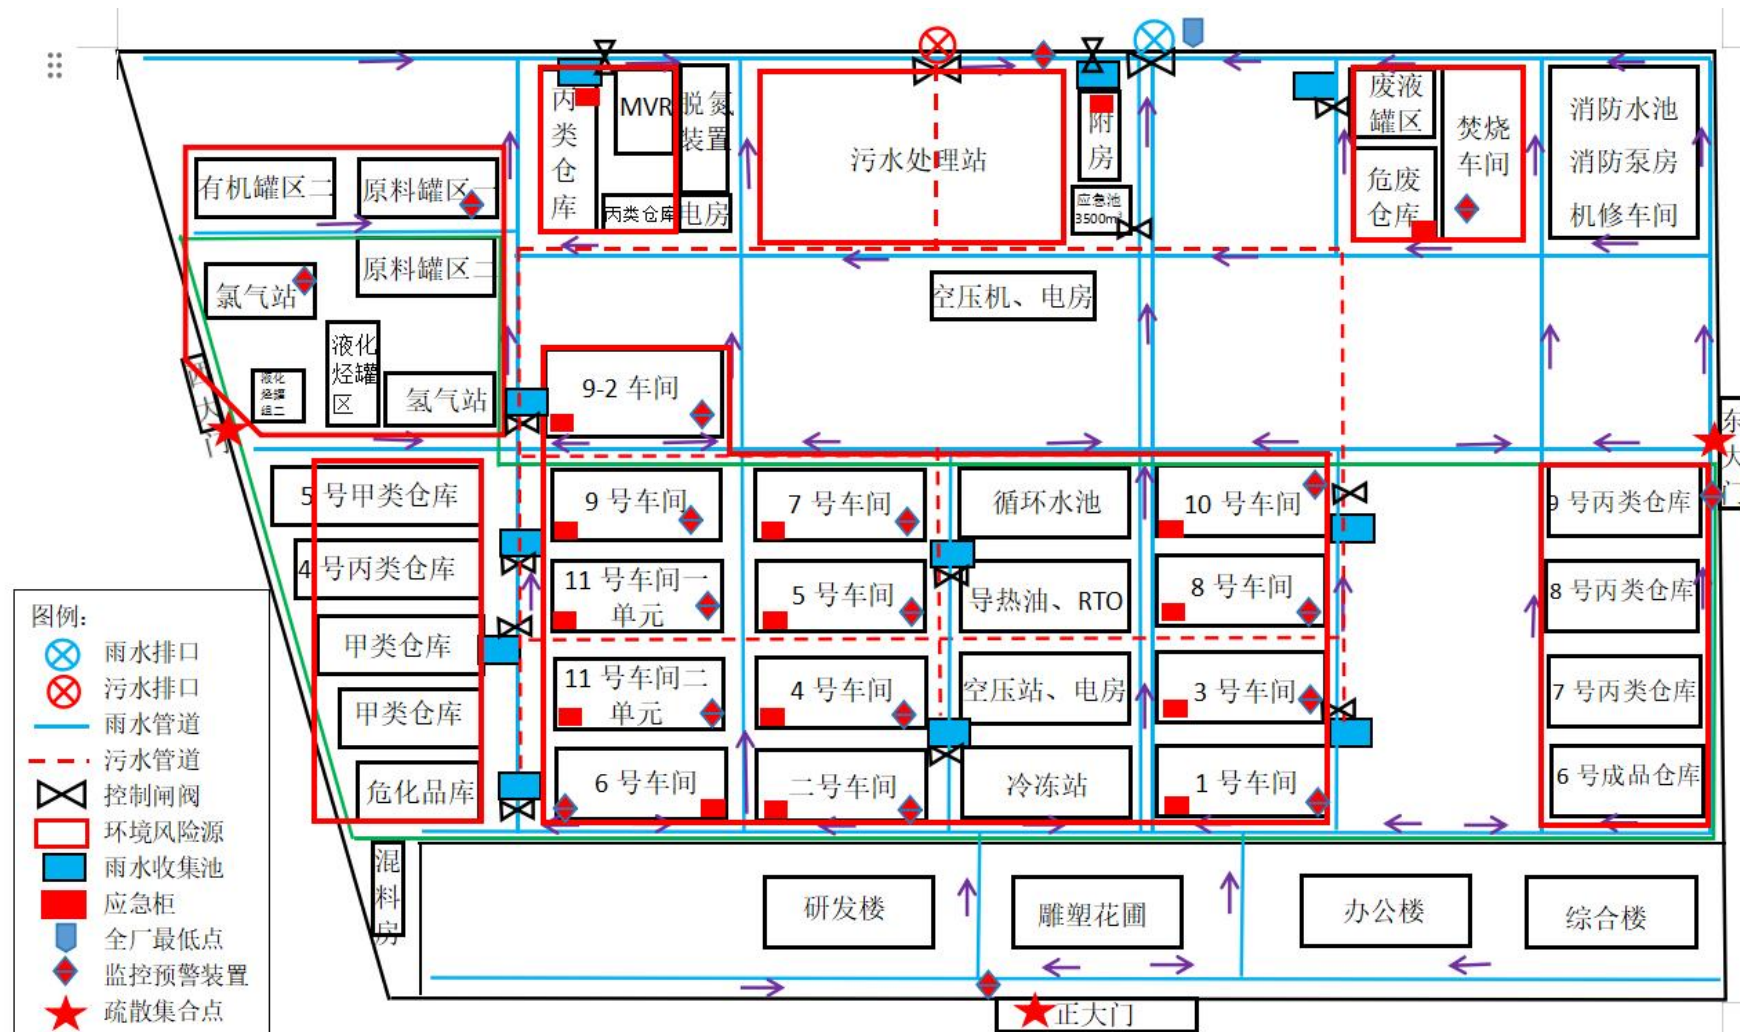 丙类仓库
MVR
脱氮装置
丙类仓库
电房
污水处理站
附房
应急池
3500m³
废液
罐区
危废
仓库
焚烧
车间
消防水池
消防泵房
机修车间
有机罐区二
原料罐区一
原料罐区二
氯气站
液化
烃罐
区
液化
烃罐
组二
氢气站
西大门
空压机、电房
9-2 车间
东大门
5 号甲类仓库
4 号丙类仓库
甲类仓库
甲类仓库
危化品库
9 号车间
7 号车间
循环水池
10 号车间
11 号车间一
单元
5 号车间
导热油、RTO
8 号车间
11 号车间二
单元
4 号车间
空压站、电房
3 号车间
6 号车间
二号车间
冷冻站
1 号车间
9 号丙类仓库
8 号丙类仓库
7 号丙类仓库
6 号成品仓库
混料房
研发楼
雕塑花圃
办公楼
综合楼
正大门
图例:
雨水排口
污水排口
雨水管道
污水管道
控制闸阀
环境风险源
雨水收集池
应急柜
全厂最低点
监控预警装置
疏散集合点